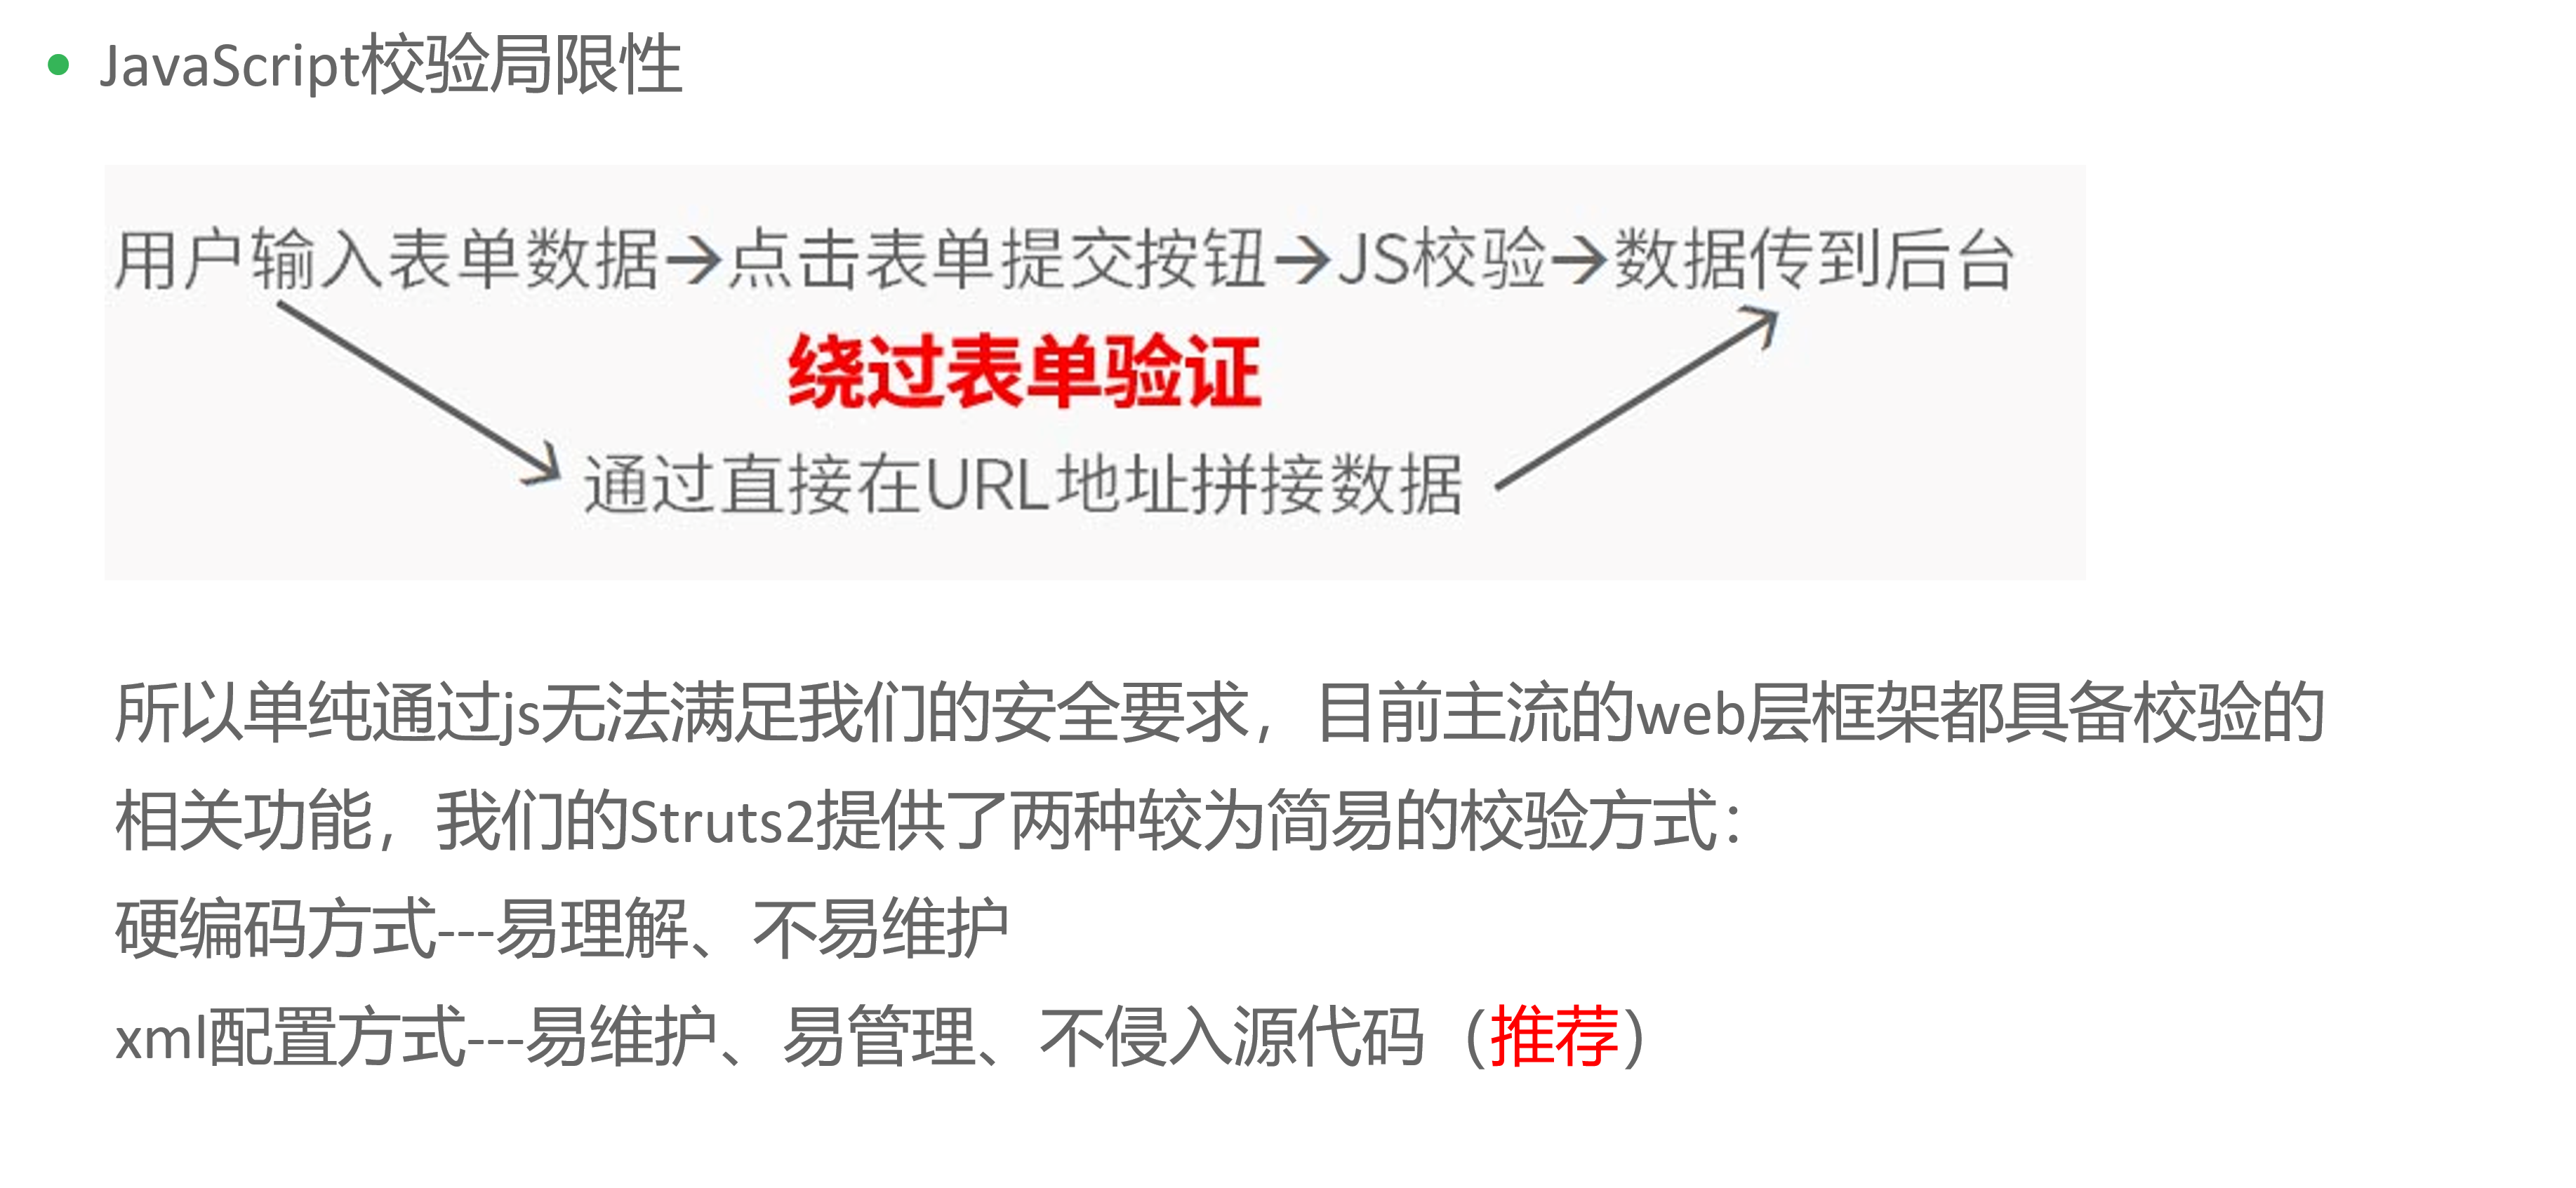 • JavaScript校验局限性
用户输入表单数据→点击表单提交按钮→JS校验→数据传到后台
绕过表单验证
通过直接在URL地址拼接数据
所以单纯通过js无法满足我们的安全要求，目前主流的web层框架都具备校验的
相关功能，我们的Struts2提供了两种较为简易的校验方式：
硬编码方式---易理解、不易维护
xml配置方式---易维护、易管理、不侵入源代码（推荐）